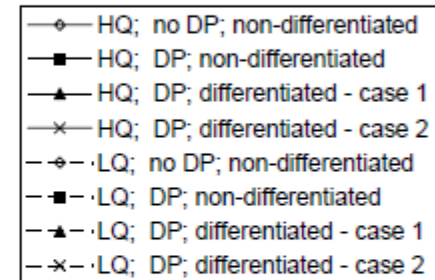 HQ; no DP; non-differentiated
HQ; DP; non-differentiated
HQ; DP; differentiated - case 1
HQ; DP; differentiated - case 2
LQ; no DP; non-differentiated
LQ; DP; non-differentiated
LQ; DP; differentiated - case 1
LQ; DP; differentiated - case 2